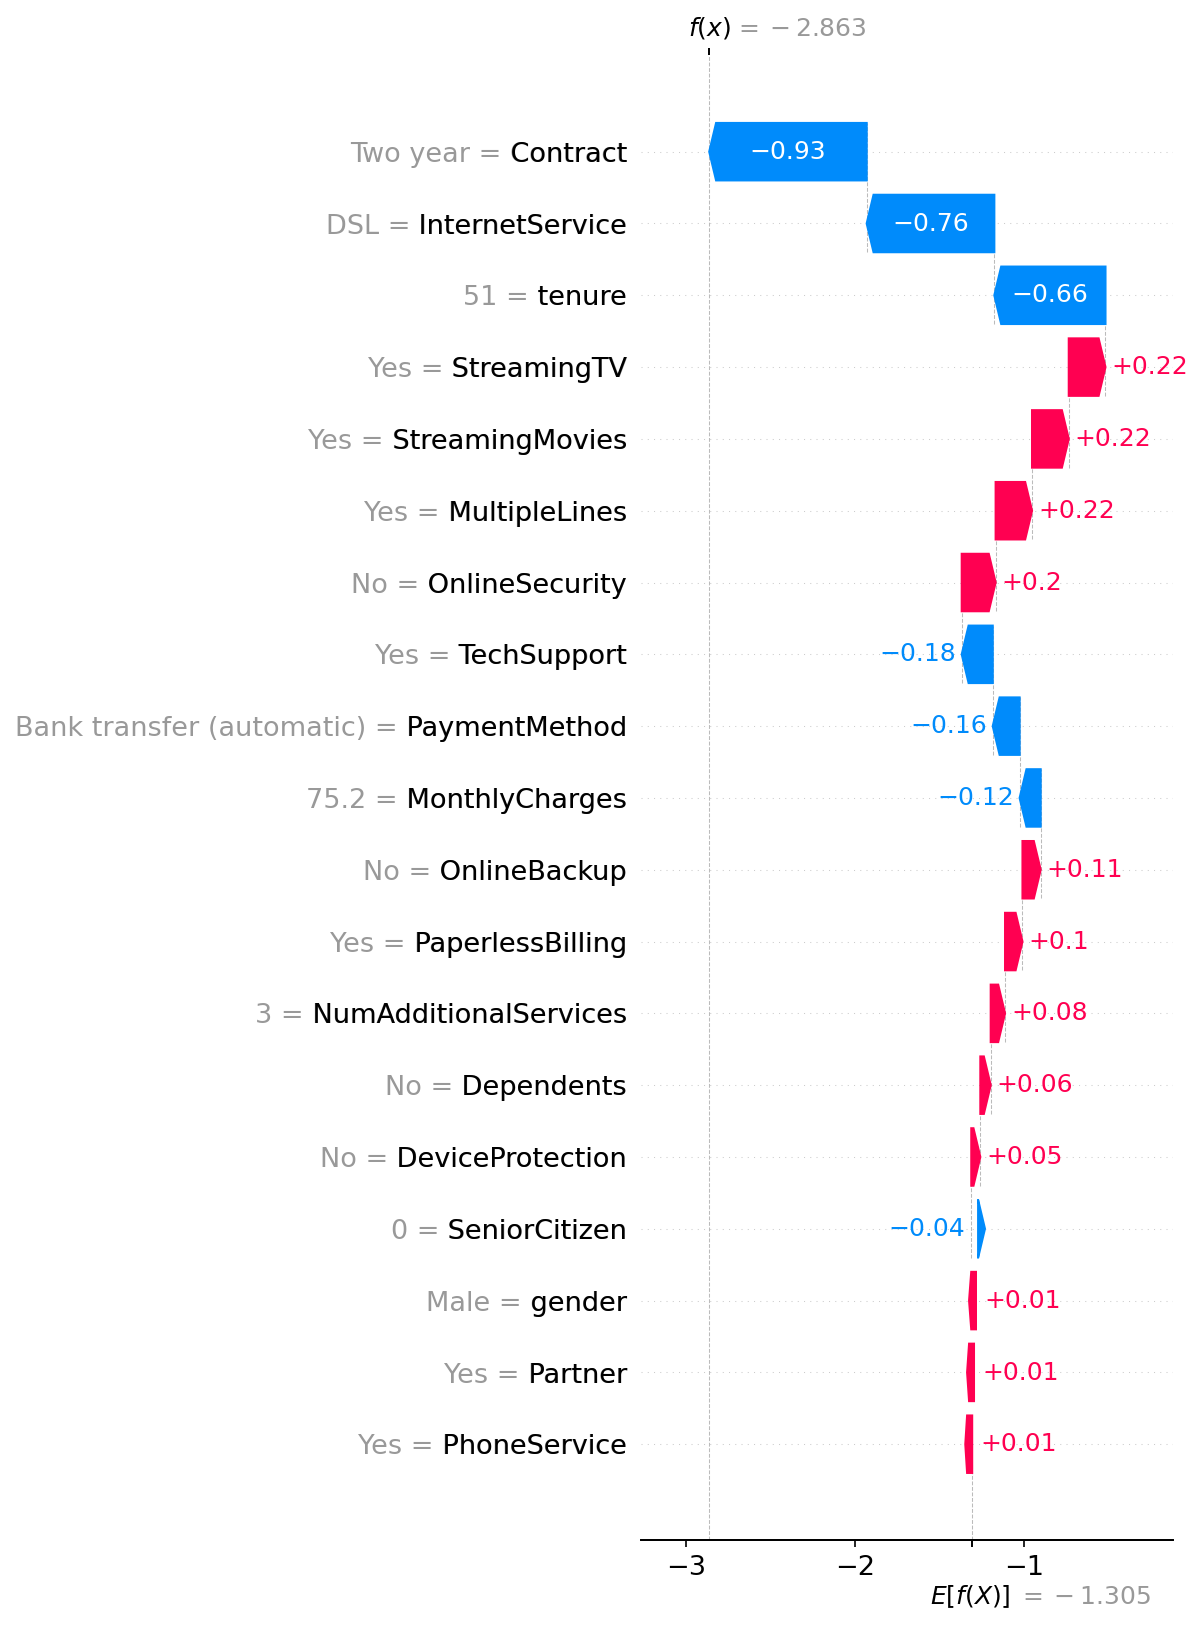 f(x) = −2.863
Two year = Contract −0.93
DSL = InternetService −0.76
51 = tenure −0.66
Yes = StreamingTV +0.22
Yes = StreamingMovies +0.22
Yes = MultipleLines +0.22
No = OnlineSecurity +0.2
Yes = TechSupport −0.18
Bank transfer (automatic) = PaymentMethod −0.16
75.2 = MonthlyCharges −0.12
No = OnlineBackup +0.11
Yes = PaperlessBilling +0.1
3 = NumAdditionalServices +0.08
No = Dependents +0.06
No = DeviceProtection +0.05
0 = SeniorCitizen −0.04
Male = gender +0.01
Yes = Partner +0.01
Yes = PhoneService +0.01
−3 −2 −1
E[f(X)] = −1.305